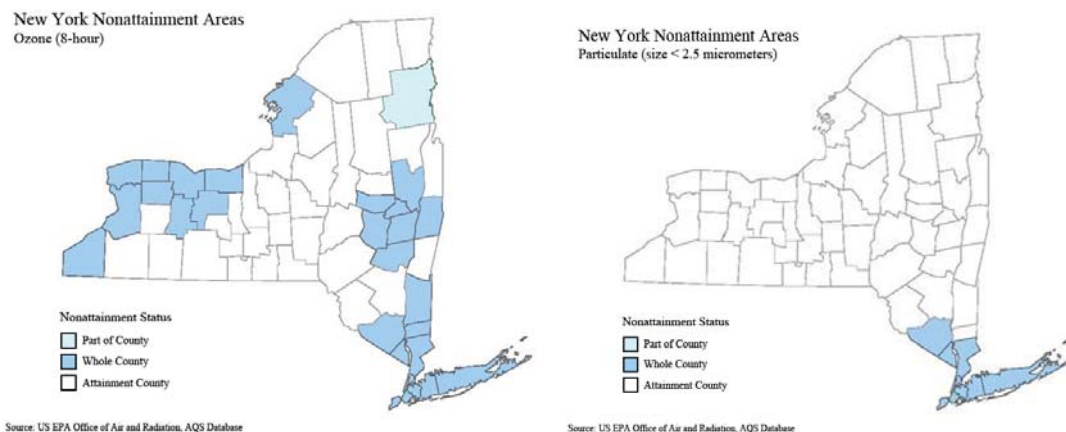 New York Nonattainment Areas
Ozone (8-hour)
Nonattainment Status
Part of County
Whole County
Attainment County
Source: US EPA Office of Air and Radiation, AQS Database
New York Nonattainment Areas
Particulate (size < 2.5 micrometers)
Nonattainment Status
Part of County
Whole County
Attainment County
Source: US EPA Office of Air and Radiation, AQS Database